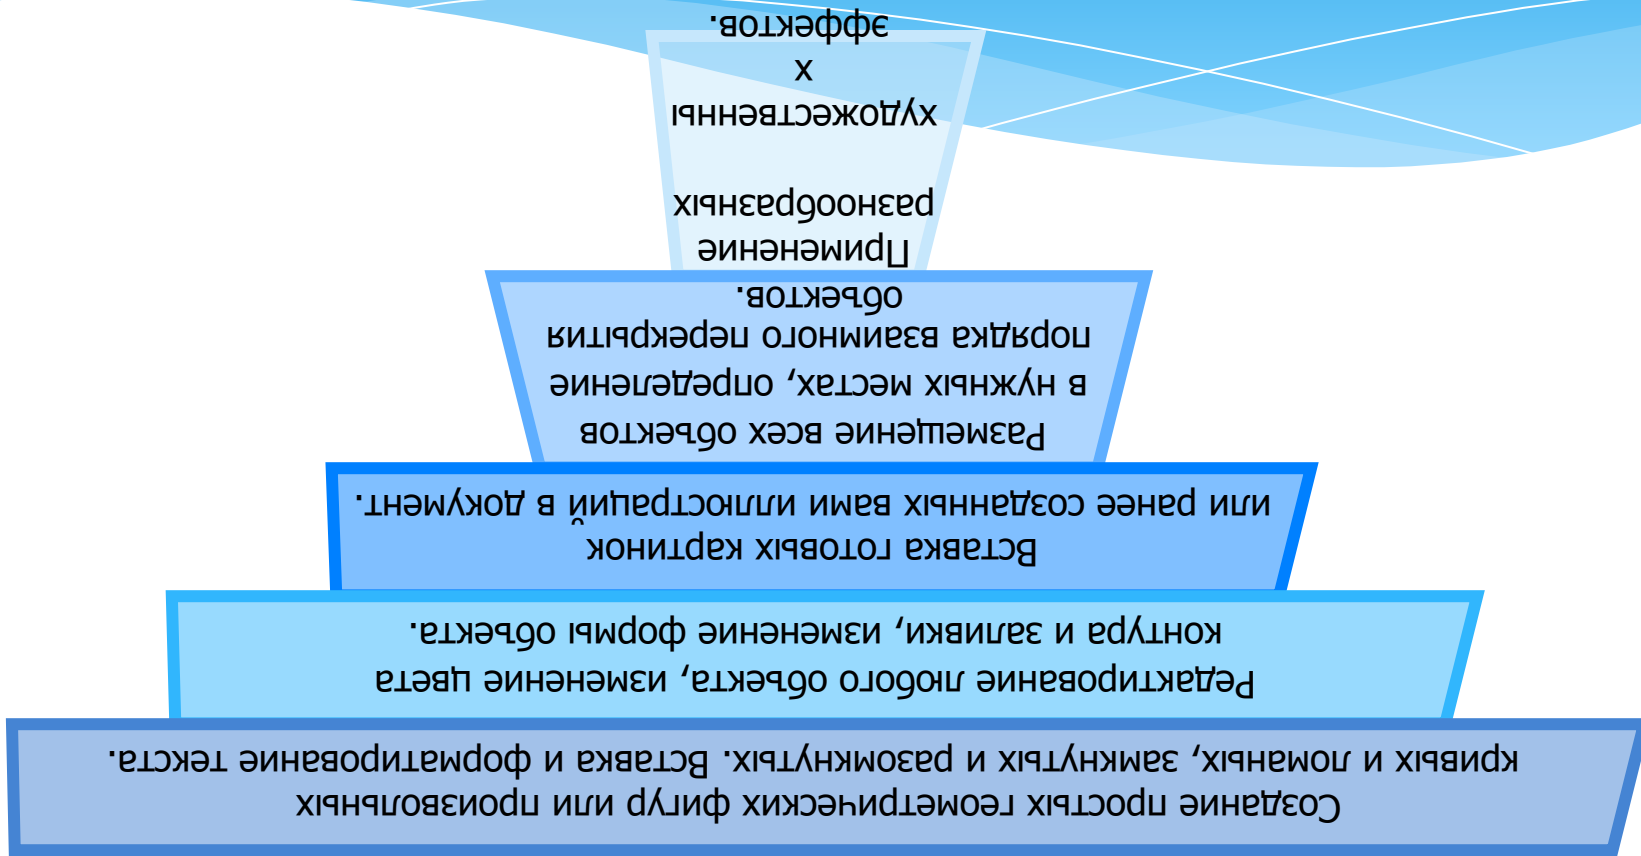 Создание простых геометрических фигур или произвольных
кривых и ломаных, замкнутых и разомкнутых. Вставка и форматирование текста.
Редактирование любого объекта, изменение цвета
контура и заливки, изменение формы объекта.
Вставка готовых картинок
или ранее созданных вами иллюстраций в документ.
Размещение всех объектов
в нужных местах, определение
порядка взаимного перекрытия
объектов.
Применение
разнообразных
художественны
х
эффектов.